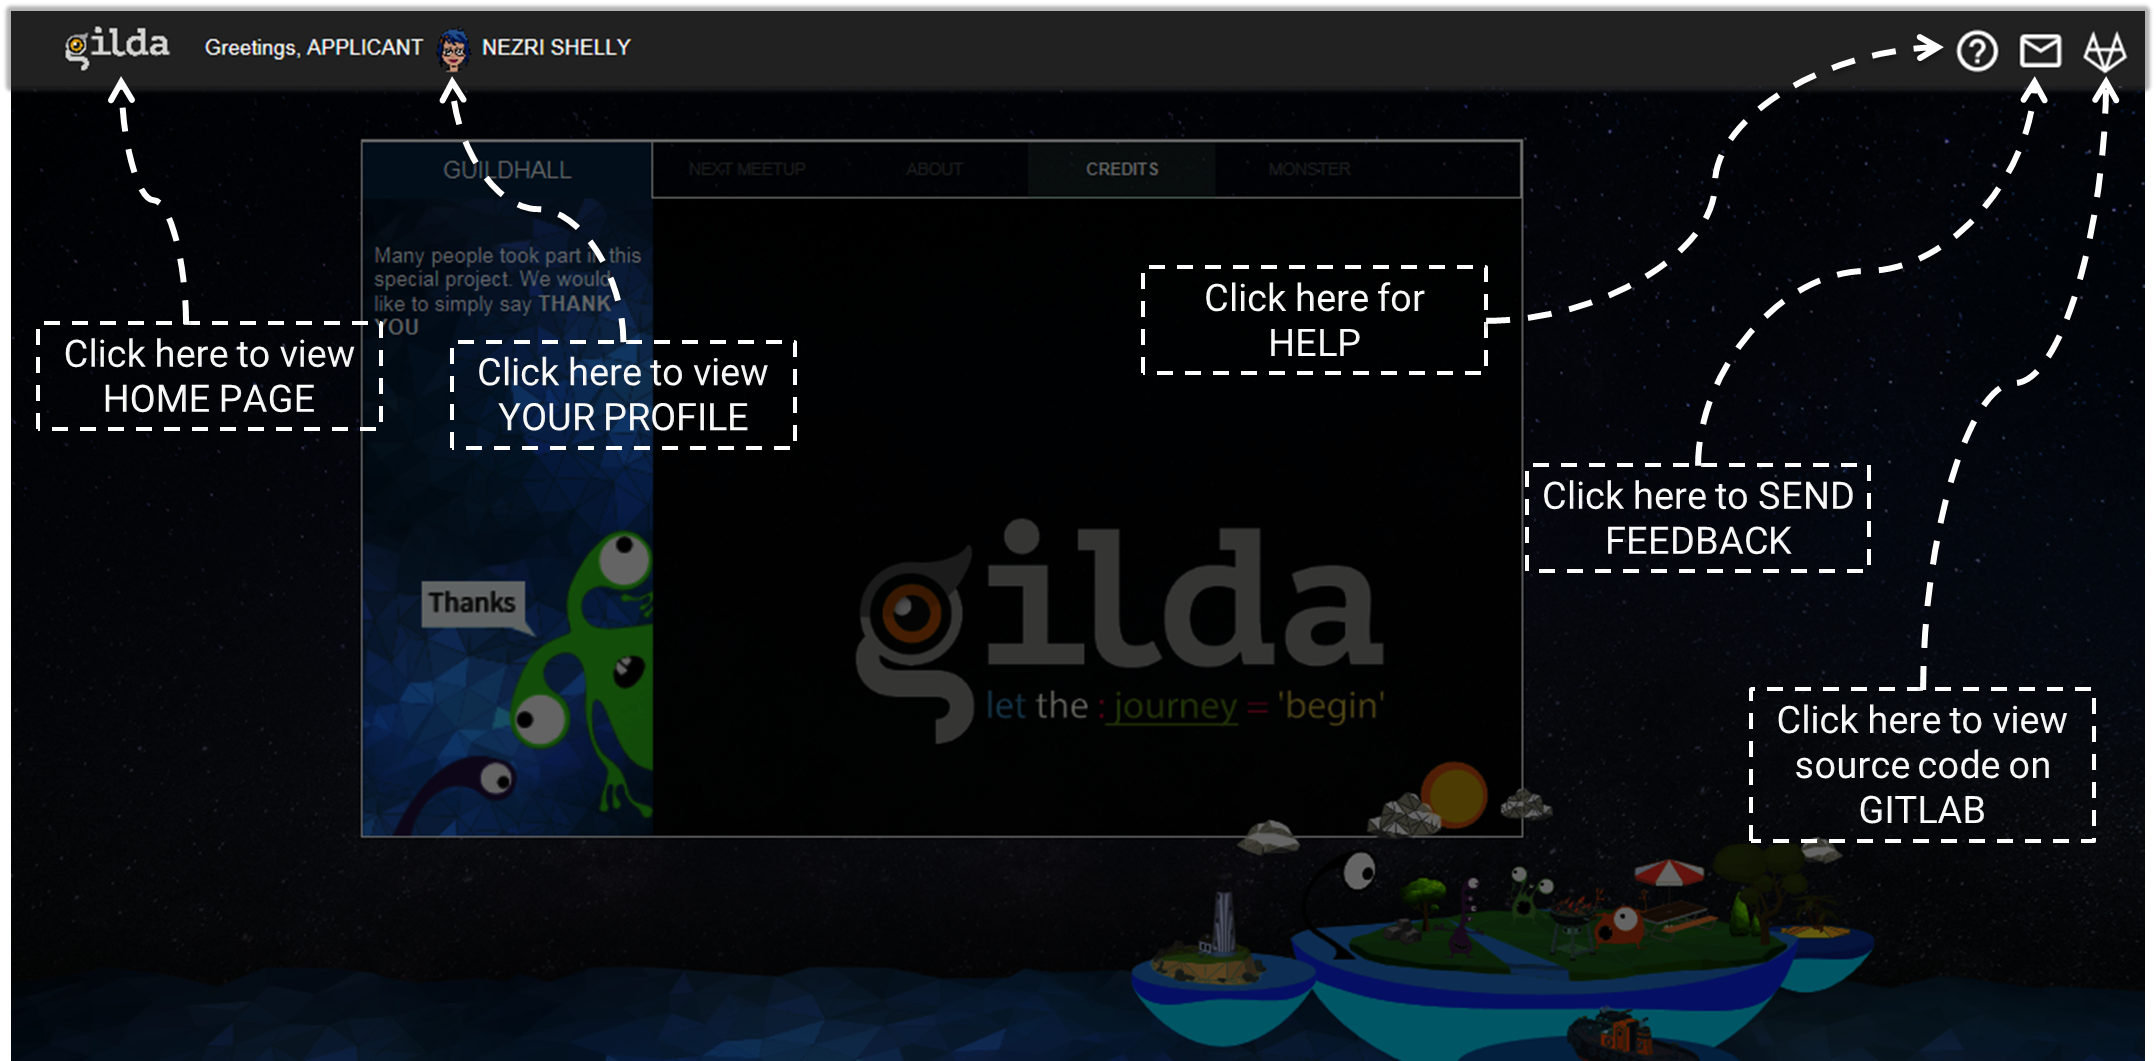 gilda
Greetings, APPLICANT NEZRI SHELLY
GUILDHALL
NEXT MEETUP ABOUT CREDITS MONSTER
Many people took part in this
special project. We would
like to simply say THANK
YOU
Click here to view
HOME PAGE
Click here to view
YOUR PROFILE
Click here for
HELP
Click here to SEND
FEEDBACK
Thanks
gilda
let the : journey = 'begin'
Click here to view
source code on
GITLAB